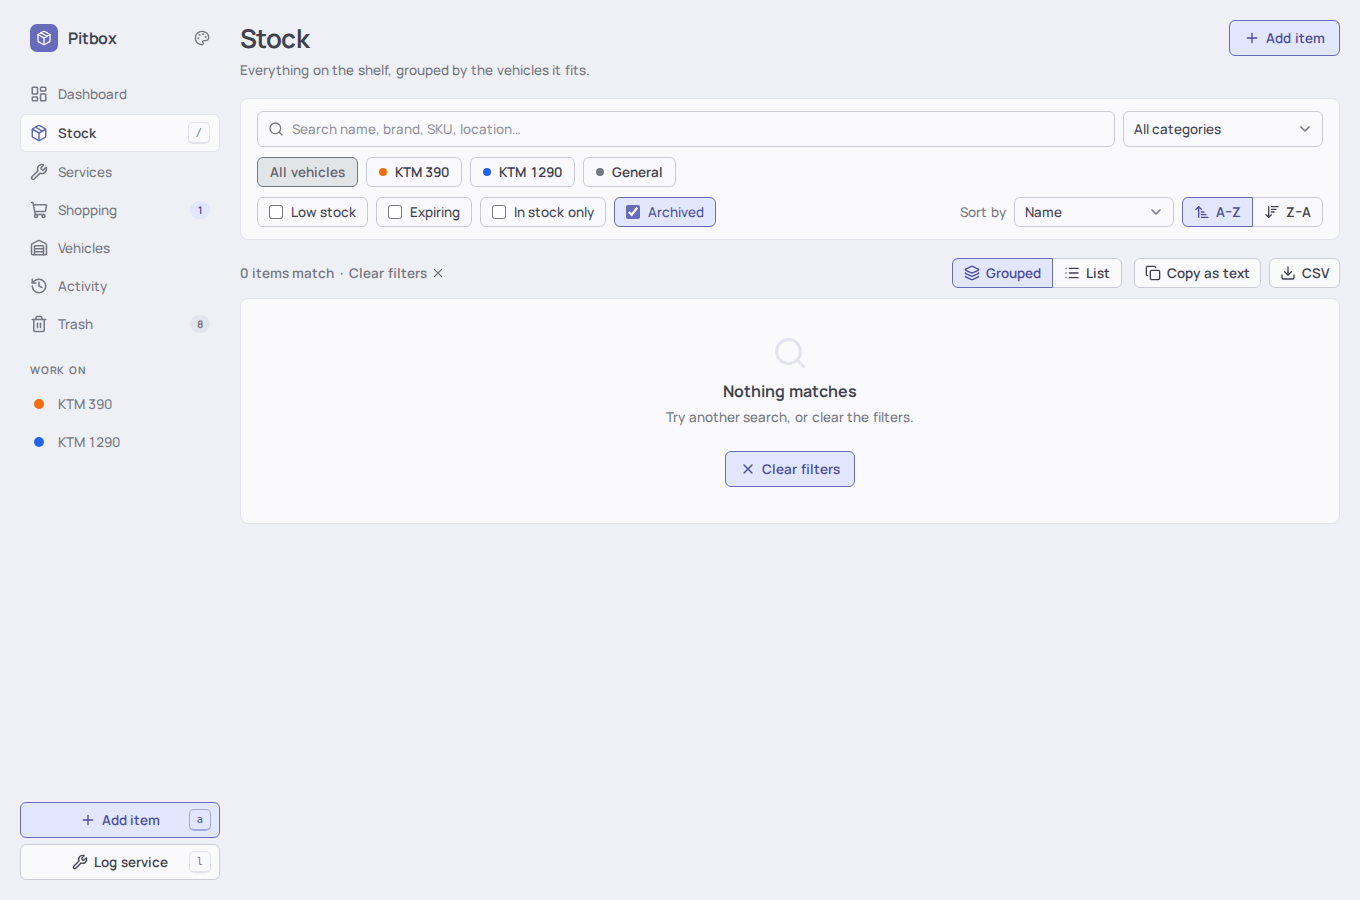 Pitbox
Dashboard
Stock /
Services
Shopping 1
Vehicles
Activity
Trash 8
WORK ON
KTM 390
KTM 1290
Add item a
Log service l
Stock
Everything on the shelf, grouped by the vehicles it fits.
Add item
Search name, brand, SKU, location...
All categories
All vehicles KTM 390 KTM 1290 General
Low stock Expiring In stock only Archived Sort by Name A–Z Z–A
0 items match · Clear filters Grouped List Copy as text CSV
Nothing matches
Try another search, or clear the filters.
Clear filters